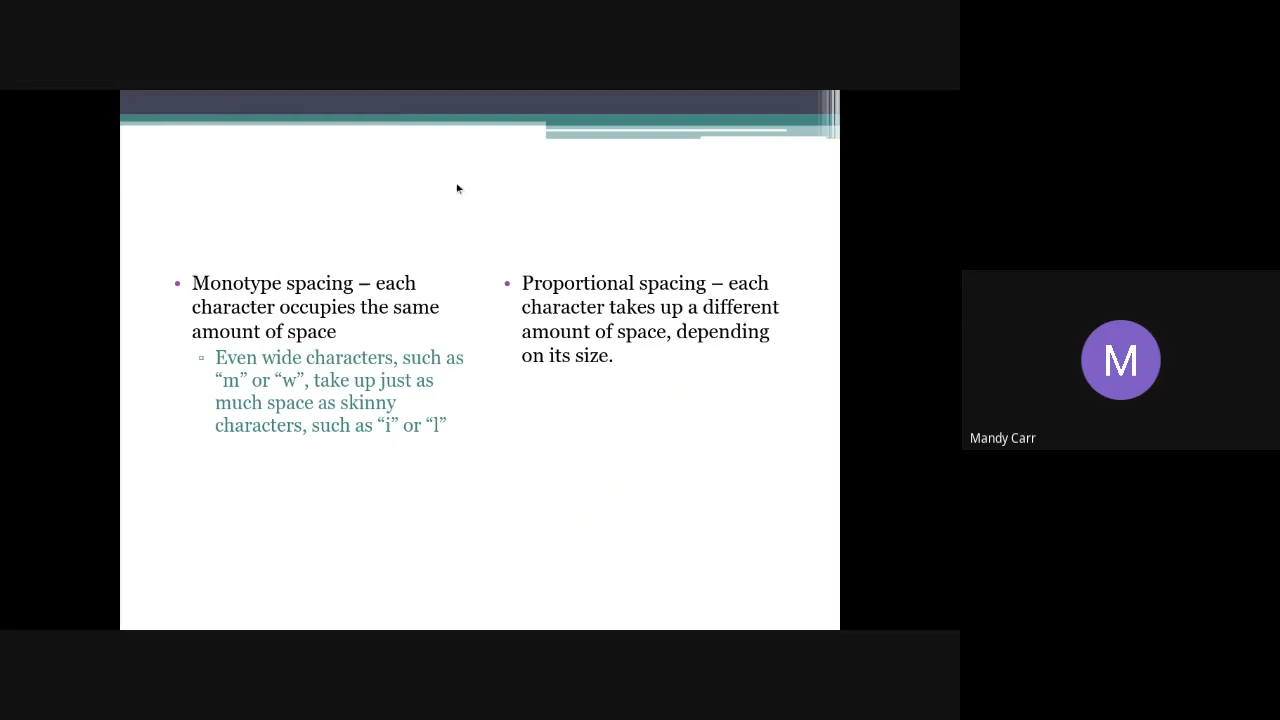 • Monotype spacing – each
character occupies the same
amount of space
▫ Even wide characters, such as
“m” or “w”, take up just as
much space as skinny
characters, such as “i” or “l”
• Proportional spacing – each
character takes up a different
amount of space, depending
on its size.
M
Mandy Carr